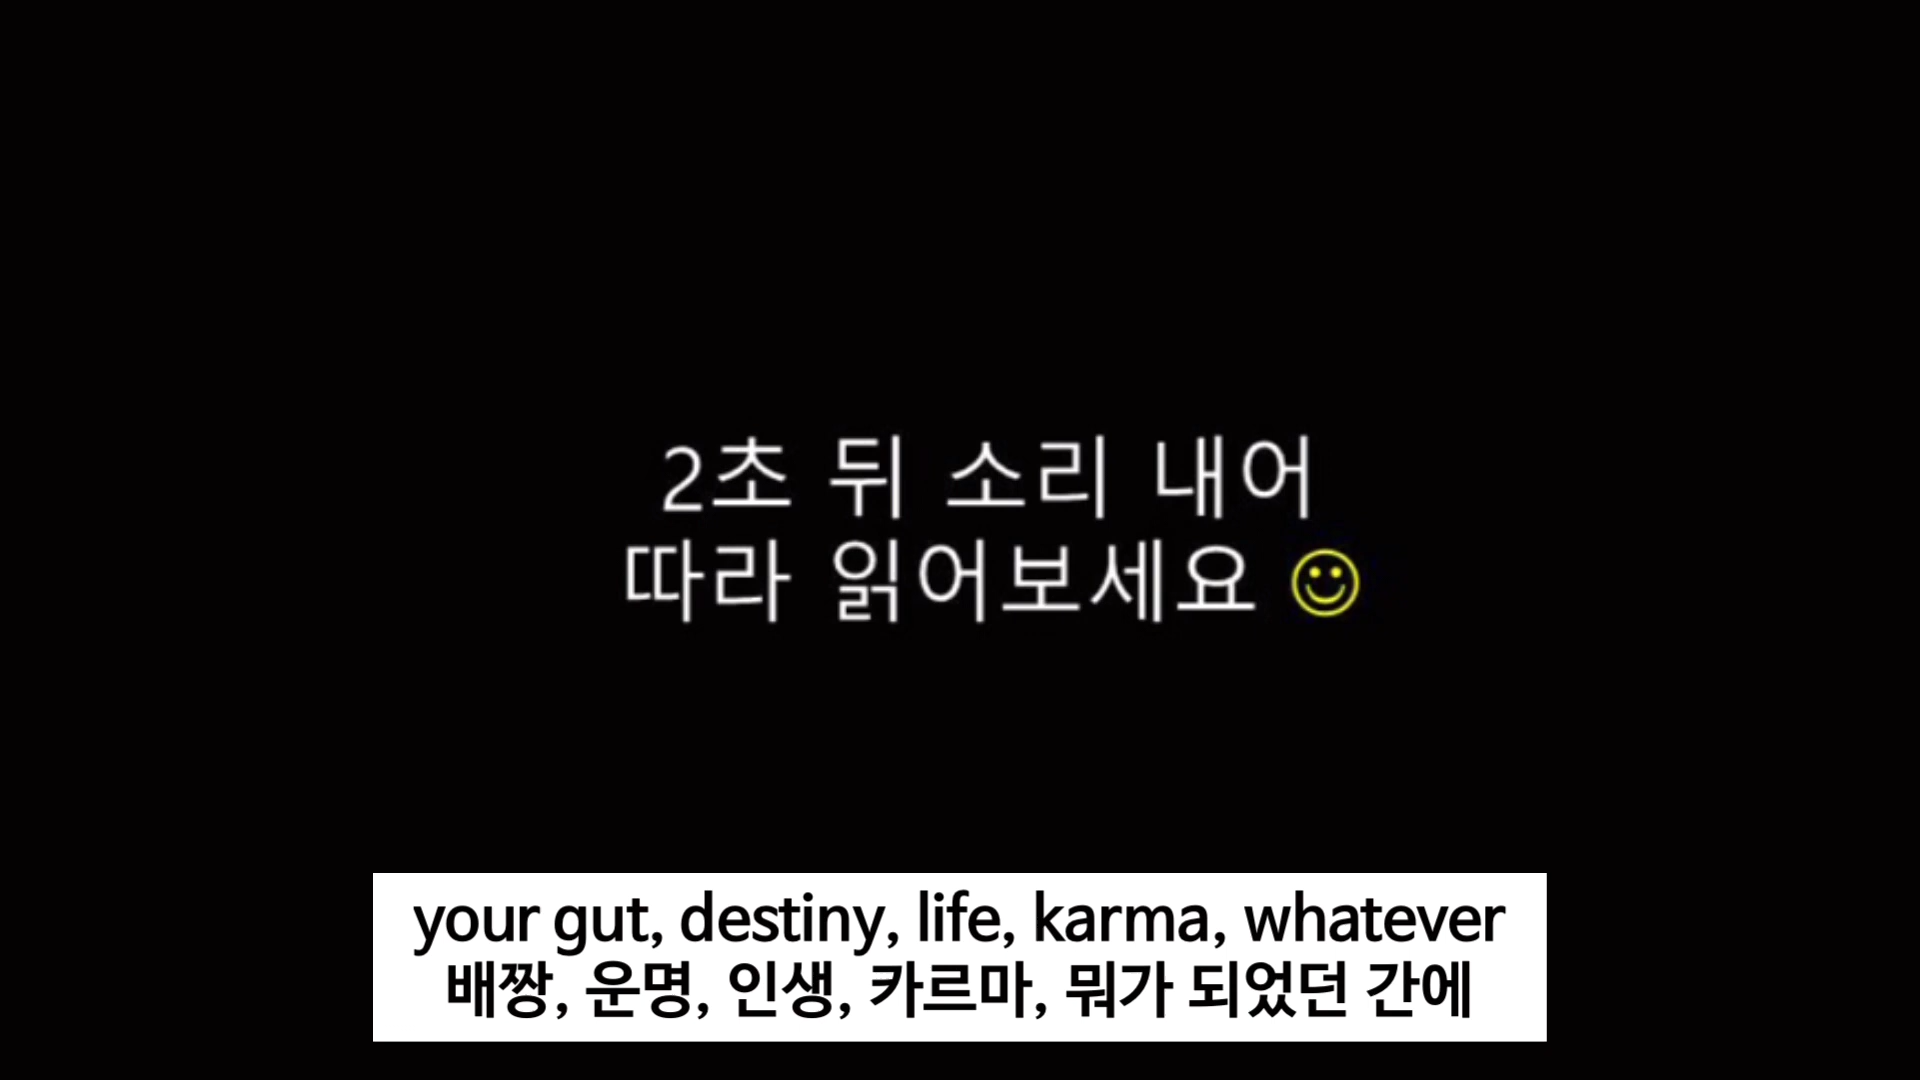 2초 뒤 소리 내어
따라 읽어보세요 ☺
your gut, destiny, life, karma, whatever
배짱, 운명, 인생, 카르마, 뭐가 되었던 간에